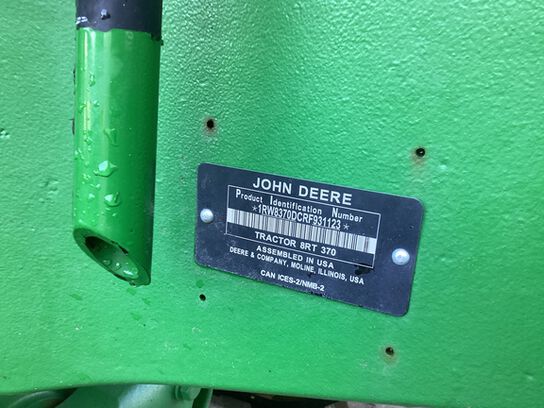 JOHN DEERE
Product Identification Number
*1RW8370DCRF931123*
TRACTOR 8RT 370
ASSEMBLED IN USA
DEERE & COMPANY, MOLINE, ILLINOIS, USA
CAN ICES-2/NMB-2